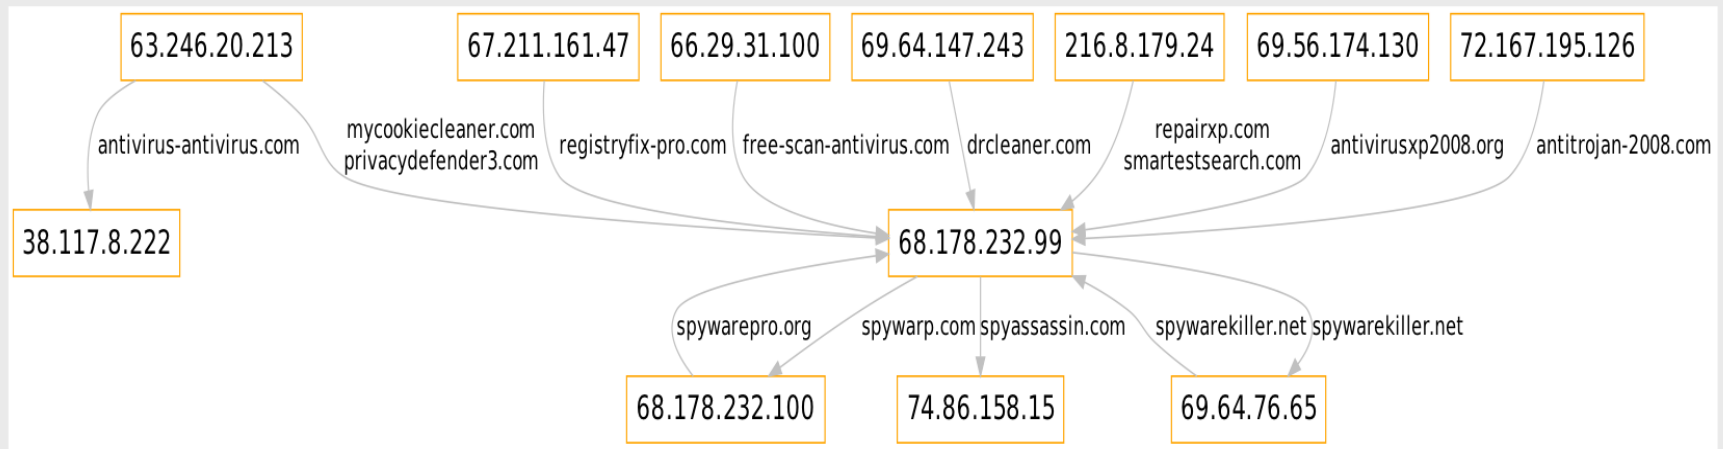 63.246.20.213
67.211.161.47
66.29.31.100
69.64.147.243
216.8.179.24
69.56.174.130
72.167.195.126
antivirus-antivirus.com
mycookiecleaner.com
privacydefender3.com
registryfix-pro.com
free-scan-antivirus.com
drcleaner.com
repairxp.com
smartestsearch.com
antivirusxp2008.org
antitrojan-2008.com
38.117.8.222
68.178.232.99
spywarepro.org
spywarp.com
spyassassin.com
spywarekiller.net
spywarekiller.net
68.178.232.100
74.86.158.15
69.64.76.65